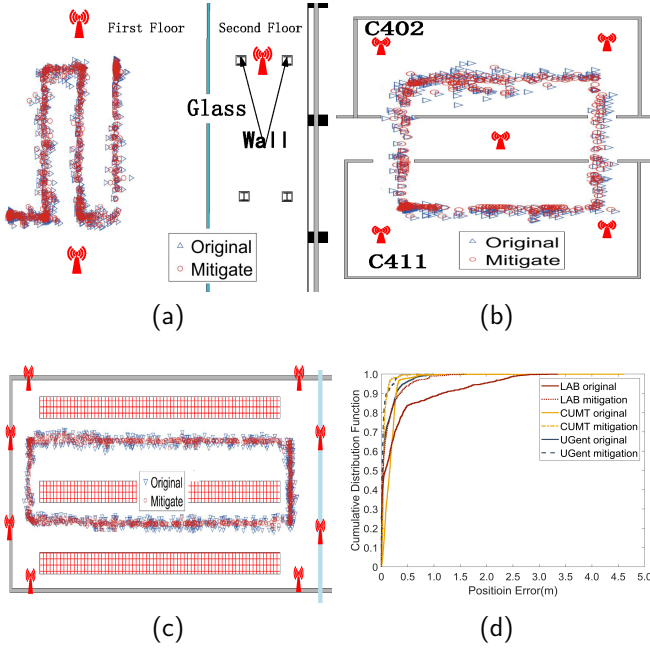 First Floor
Second Floor
Glass
Wall
Original
Mitigate
(a)
C402
C411
Original
Mitigate
(b)
Original
Mitigate
(c)
Cumulative Distribution Function
1.0
0.9
0.8
0.7
0.6
0.5
0.4
0.3
0.2
0.1
0
LAB original
LAB mitigation
CUMT original
CUMT mitigation
UGent original
UGent mitigation
0 0.5 1.0 1.5 2.0 2.5 3.0 3.5 4.0 4.5 5.0
Positioin Error(m)
(d)